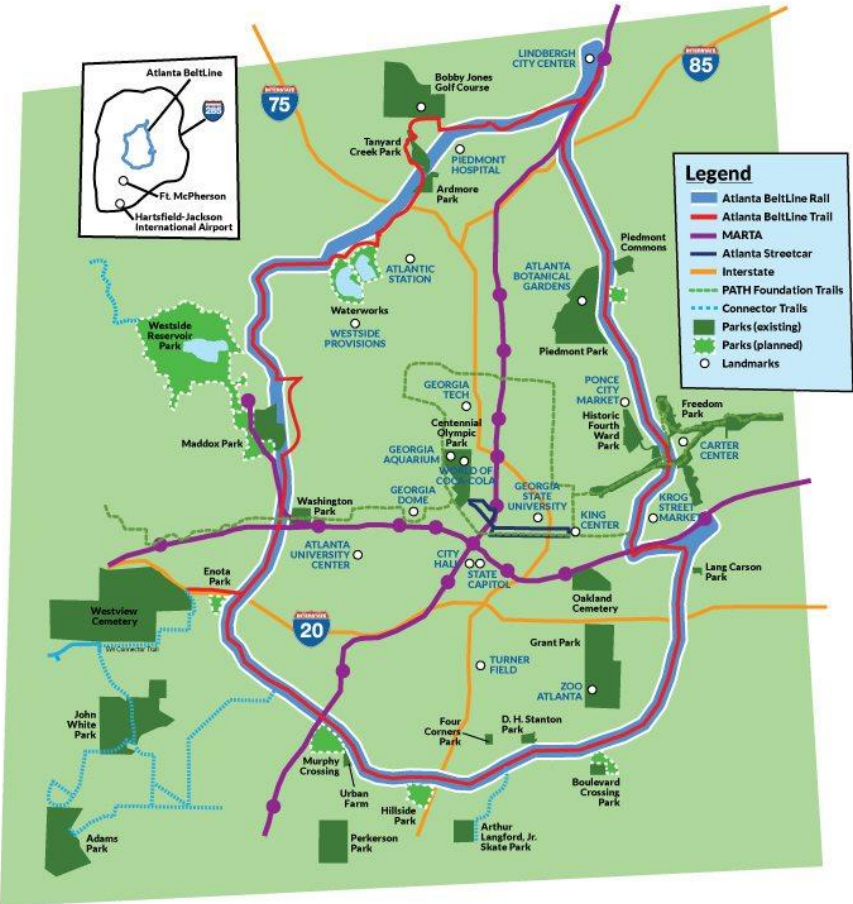 Atlanta BeltLine
INTERSTATE
285
Ft. McPherson
Hartsfield-Jackson
International Airport
INTERSTATE
75
Bobby Jones
Golf Course
LINDBERGH
CITY CENTER
INTERSTATE
85
Tanyard
Creek Park
PIEDMONT
HOSPITAL
Ardmore
Park
Legend
Atlanta BeltLine Rail
Atlanta BeltLine Trail
MARTA
Atlanta Streetcar
Interstate
PATH Foundation Trails
Connector Trails
Parks (existing)
Parks (planned)
Landmarks
Piedmont
Commons
ATLANTIC
STATION
ATLANTA
BOTANICAL
GARDENS
Waterworks
WESTSIDE
PROVISIONS
Westside
Reservoir
Park
Piedmont Park
GEORGIA
TECH
PONCE
CITY
MARKET
Freedom
Park
Historic
Fourth
Ward
Park
CARTER
CENTER
Centennial
Olympic
Park
Maddox Park
GEORGIA
AQUARIUM
WORLD OF
COCA-COLA
GEORGIA
STATE
UNIVERSITY
KROG
STREET
MARKET
Washington
Park
GEORGIA
DOME
KING
CENTER
ATLANTA
UNIVERSITY
CENTER
CITY
HALL
STATE
CAPITOL
Lang Carson
Park
Enota
Park
Oakland
Cemetery
Westview
Cemetery
INTERSTATE
20
SW Connector Trail
Grant Park
TURNER
FIELD
ZOO
ATLANTA
John
White
Park
Four
Corners
Park
D. H. Stanton
Park
Murphy
Crossing
Urban
Farm
Hillside
Park
Boulevard
Crossing
Park
Adams
Park
Perkerson
Park
Arthur
Langford, Jr.
Skate Park